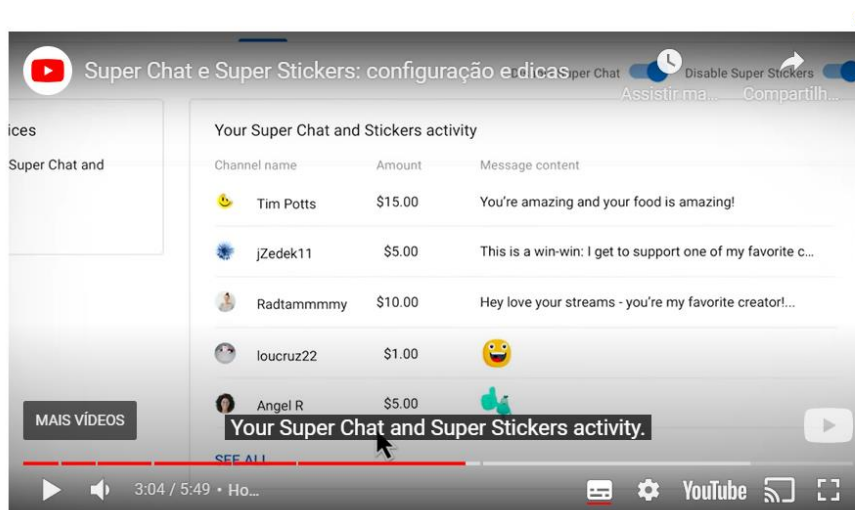 Super Chat e Super Stickers: configuração e dicas
Super Chat
Disable Super Stickers
Assistir ma...
Compartilh...
ices
Super Chat and
Your Super Chat and Stickers activity
Channel name Amount Message content
Tim Potts $15.00 You're amazing and your food is amazing!
jZedek11 $5.00 This is a win-win: I get to support one of my favorite c...
Radtammmmy $10.00 Hey love your streams - you're my favorite creator!...
loucruz22 $1.00
Angel R $5.00
MAIS VÍDEOS
Your Super Chat and Super Stickers activity.
SEE ALL
3:04 / 5:49 • Ho...
YouTube